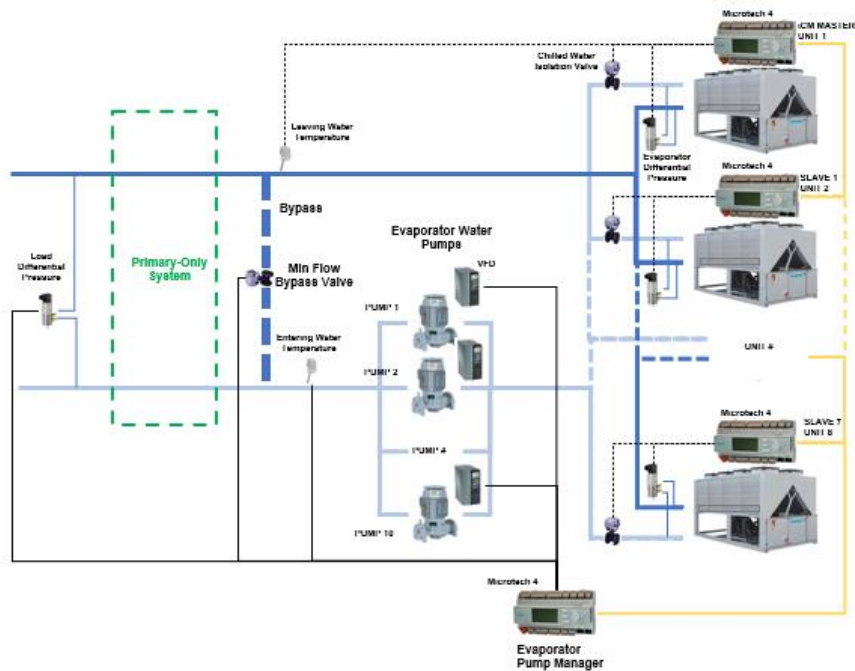 Microtech 4
iCM MASTER
UNIT 1
Chilled Water
Isolation Valve
Leaving Water
Temperature
Evaporator
Differential
Pressure
Microtech 4
SLAVE 1
UNIT 2
Bypass
Evaporator Water
Pumps
Load
Differential
Pressure
Primary-Only
System
Min Flow
Bypass Valve
VFD
PUMP 1
Entering Water
Temperature
PUMP 2
UNIT #
Microtech 4
SLAVE 7
UNIT 8
PUMP #
PUMP 10
Microtech 4
Evaporator
Pump Manager